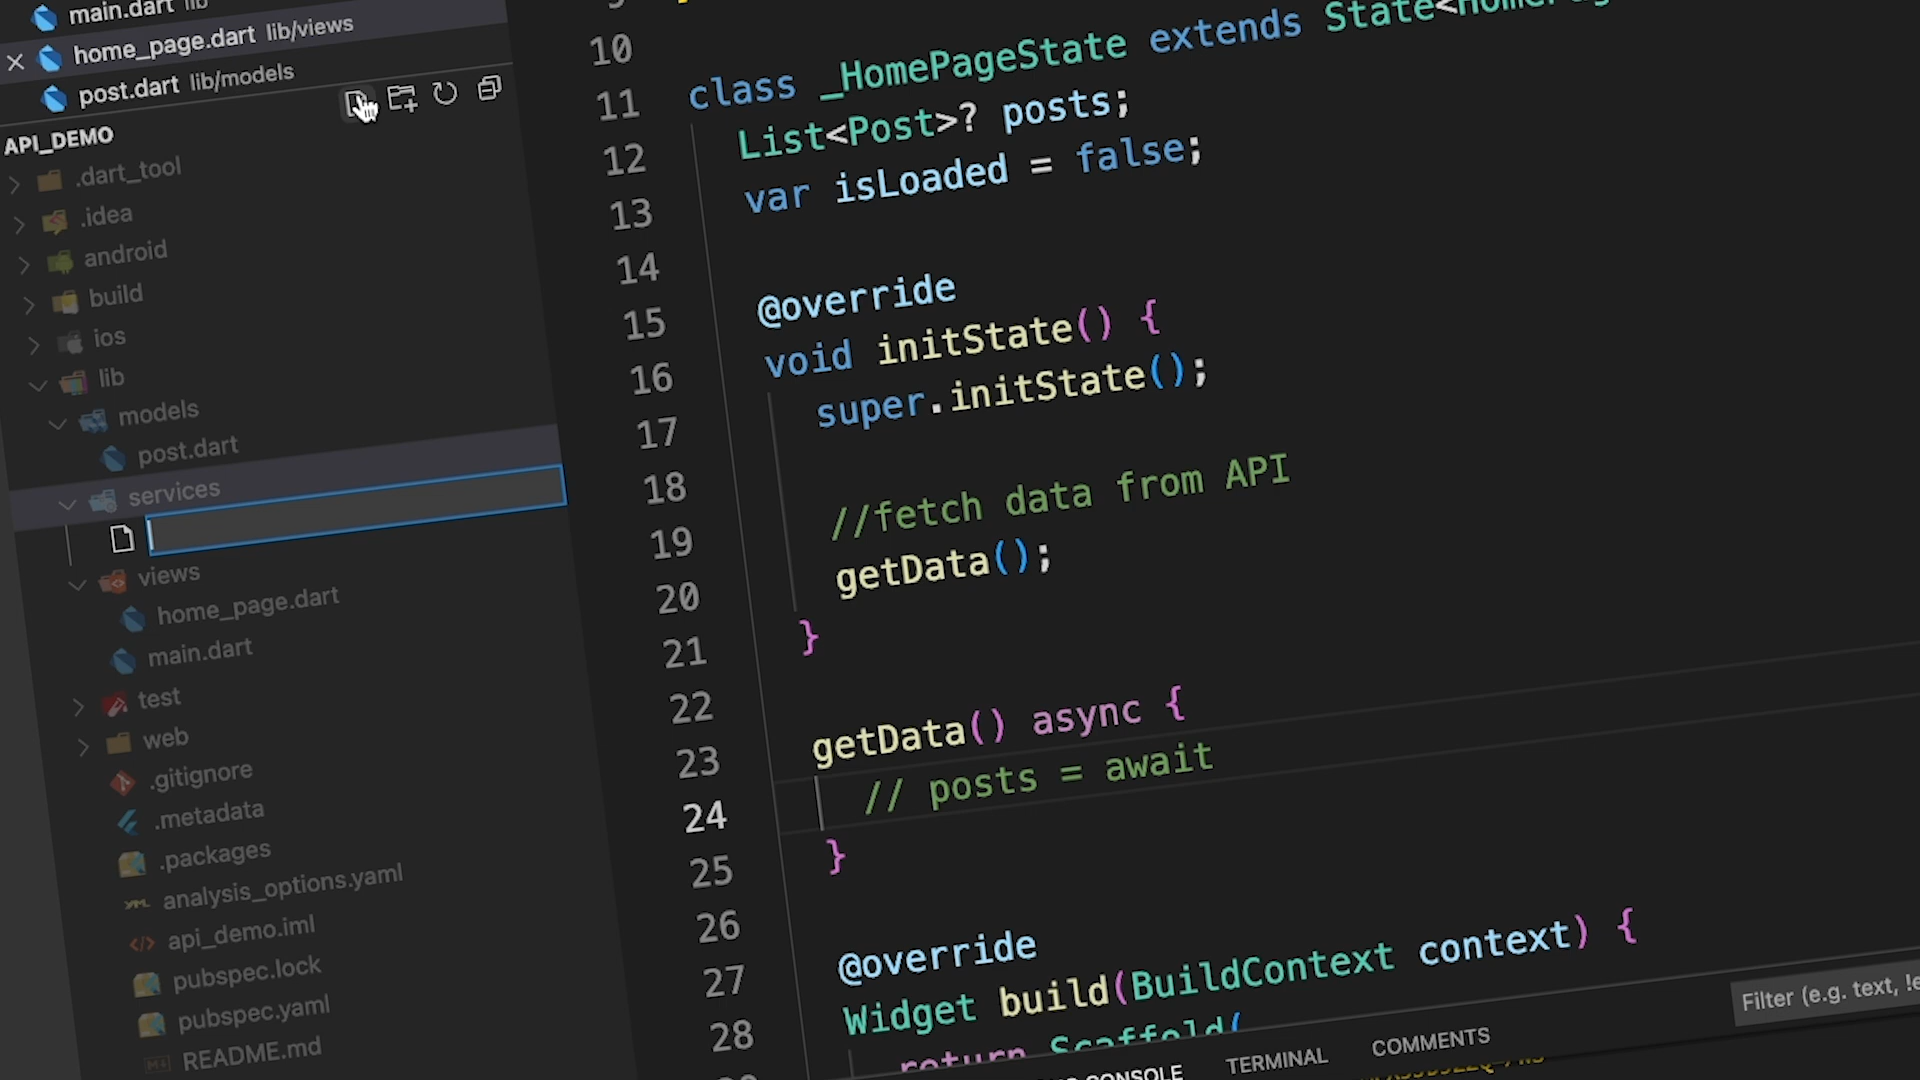 main.dart lib
home_page.dart lib/views
post.dart lib/models
API_DEMO
.dart_tool
.idea
android
build
ios
lib
models
post.dart
services
views
home_page.dart
main.dart
test
web
.gitignore
.metadata
.packages
analysis_options.yaml
api_demo.iml
pubspec.lock
pubspec.yaml
README.md
10
11 class _HomePageState extends
12 List<Post>? posts;
13 var isLoaded = false;
14
15 @override
16 void initState() {
17 super.initState();
18
19 //fetch data from API
20 getData();
21 }
22
23 getData() async {
24 // posts = await
25 }
26
27 @override
28 Widget build(BuildContext context) {
return Scaffold(
Filter (e.g. text,
CONSOLE TERMINAL COMMENTS